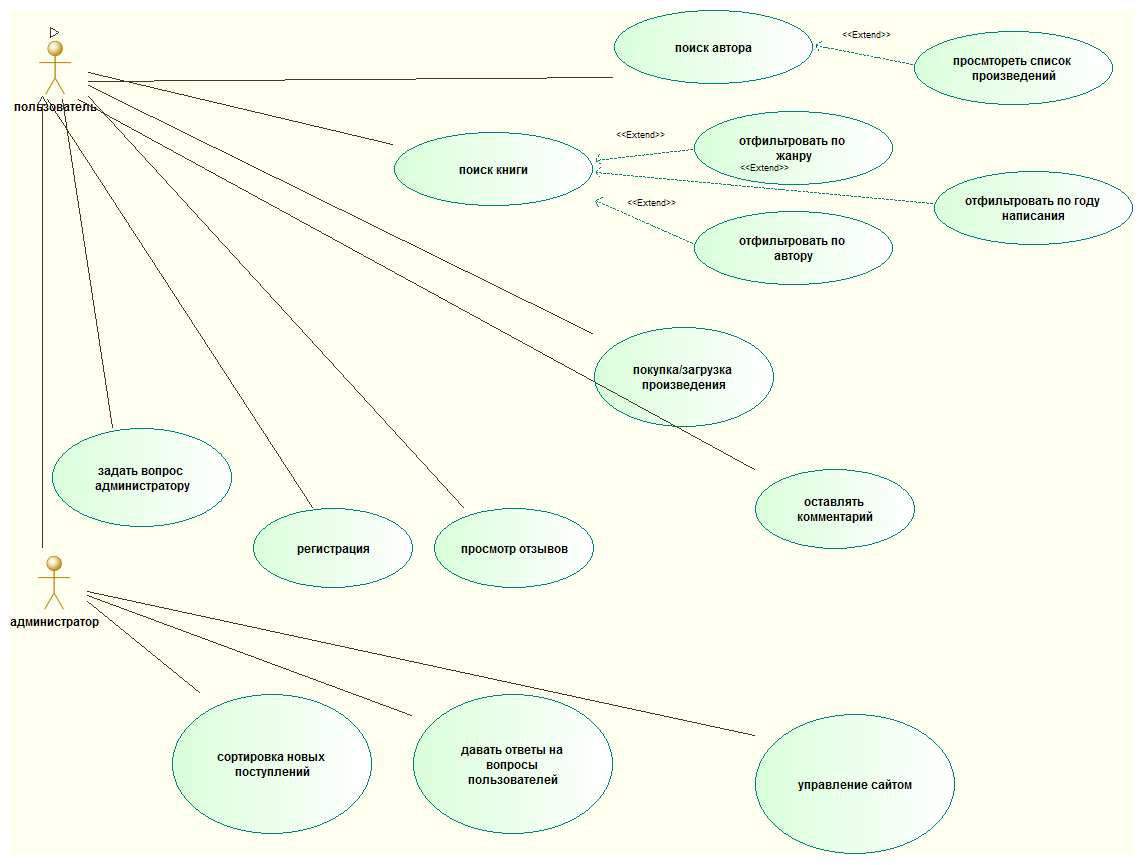 поиск автора
<<Extend>>
просмтореть список
произведений
пользователь
поиск книги
<<Extend>>
отфильтровать по
жанру
<<Extend>>
отфильтровать по году
написания
<<Extend>>
отфильтровать по
автору
покупка/загрузка
произведения
задать вопрос
администратору
регистрация
просмотр отзывов
оставлять
комментарий
администратор
сортировка новых
поступлений
давать ответы на
вопросы
пользователей
управление сайтом